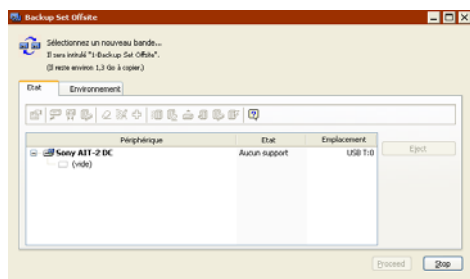 Backup Set Offsite
Sélectionnez un nouveau bande...
Il sera intitulé "1-Backup Set Offsite".
(Il reste environ 1,3 Go à copier.)
Etat Environnement
Périphérique Etat Emplacement
Sony AIT-2 DC Aucun support USB T:0
(vide)
Eject
Proceed Stop